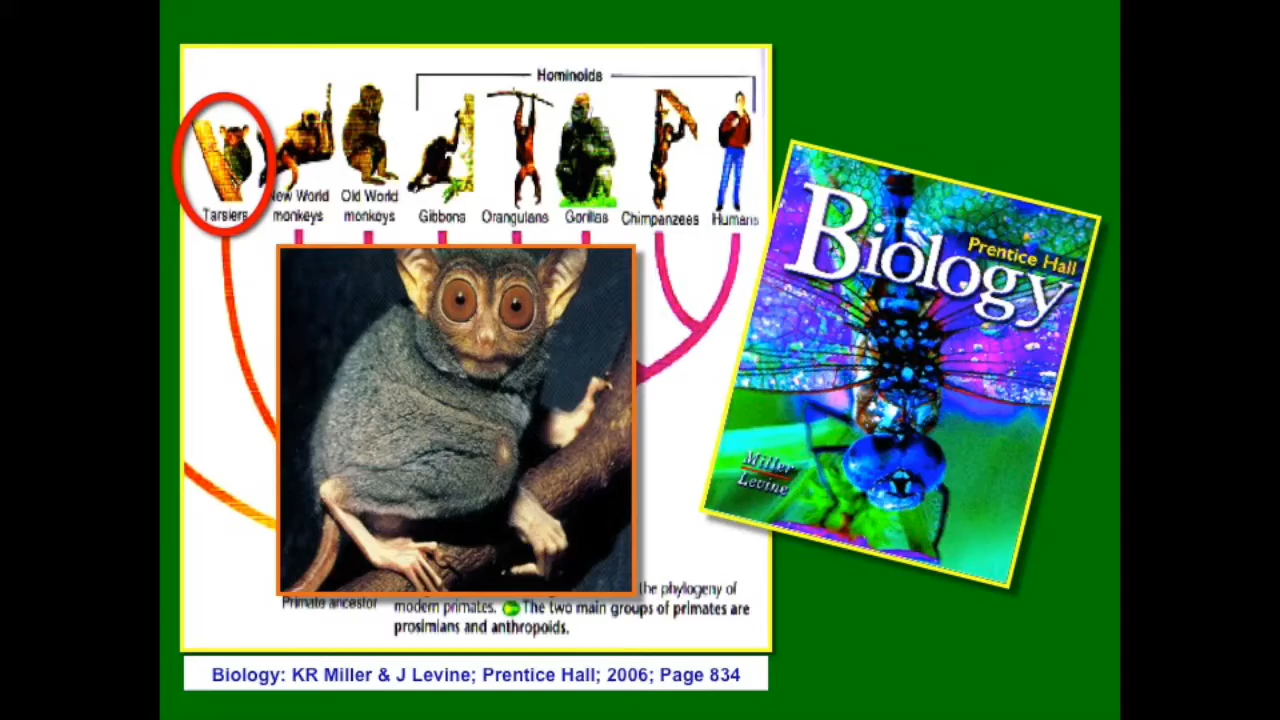 Hominoids
Tarsiers
New World
monkeys
Old World
monkeys
Gibbons
Orangutans
Gorillas
Chimpanzees
Humans
Primate ancestor
the phylogeny of
modern primates. The two main groups of primates are
prosimians and anthropoids.
Biology: KR Miller & J Levine; Prentice Hall; 2006; Page 834
Prentice Hall
Biology
Miller
Levine